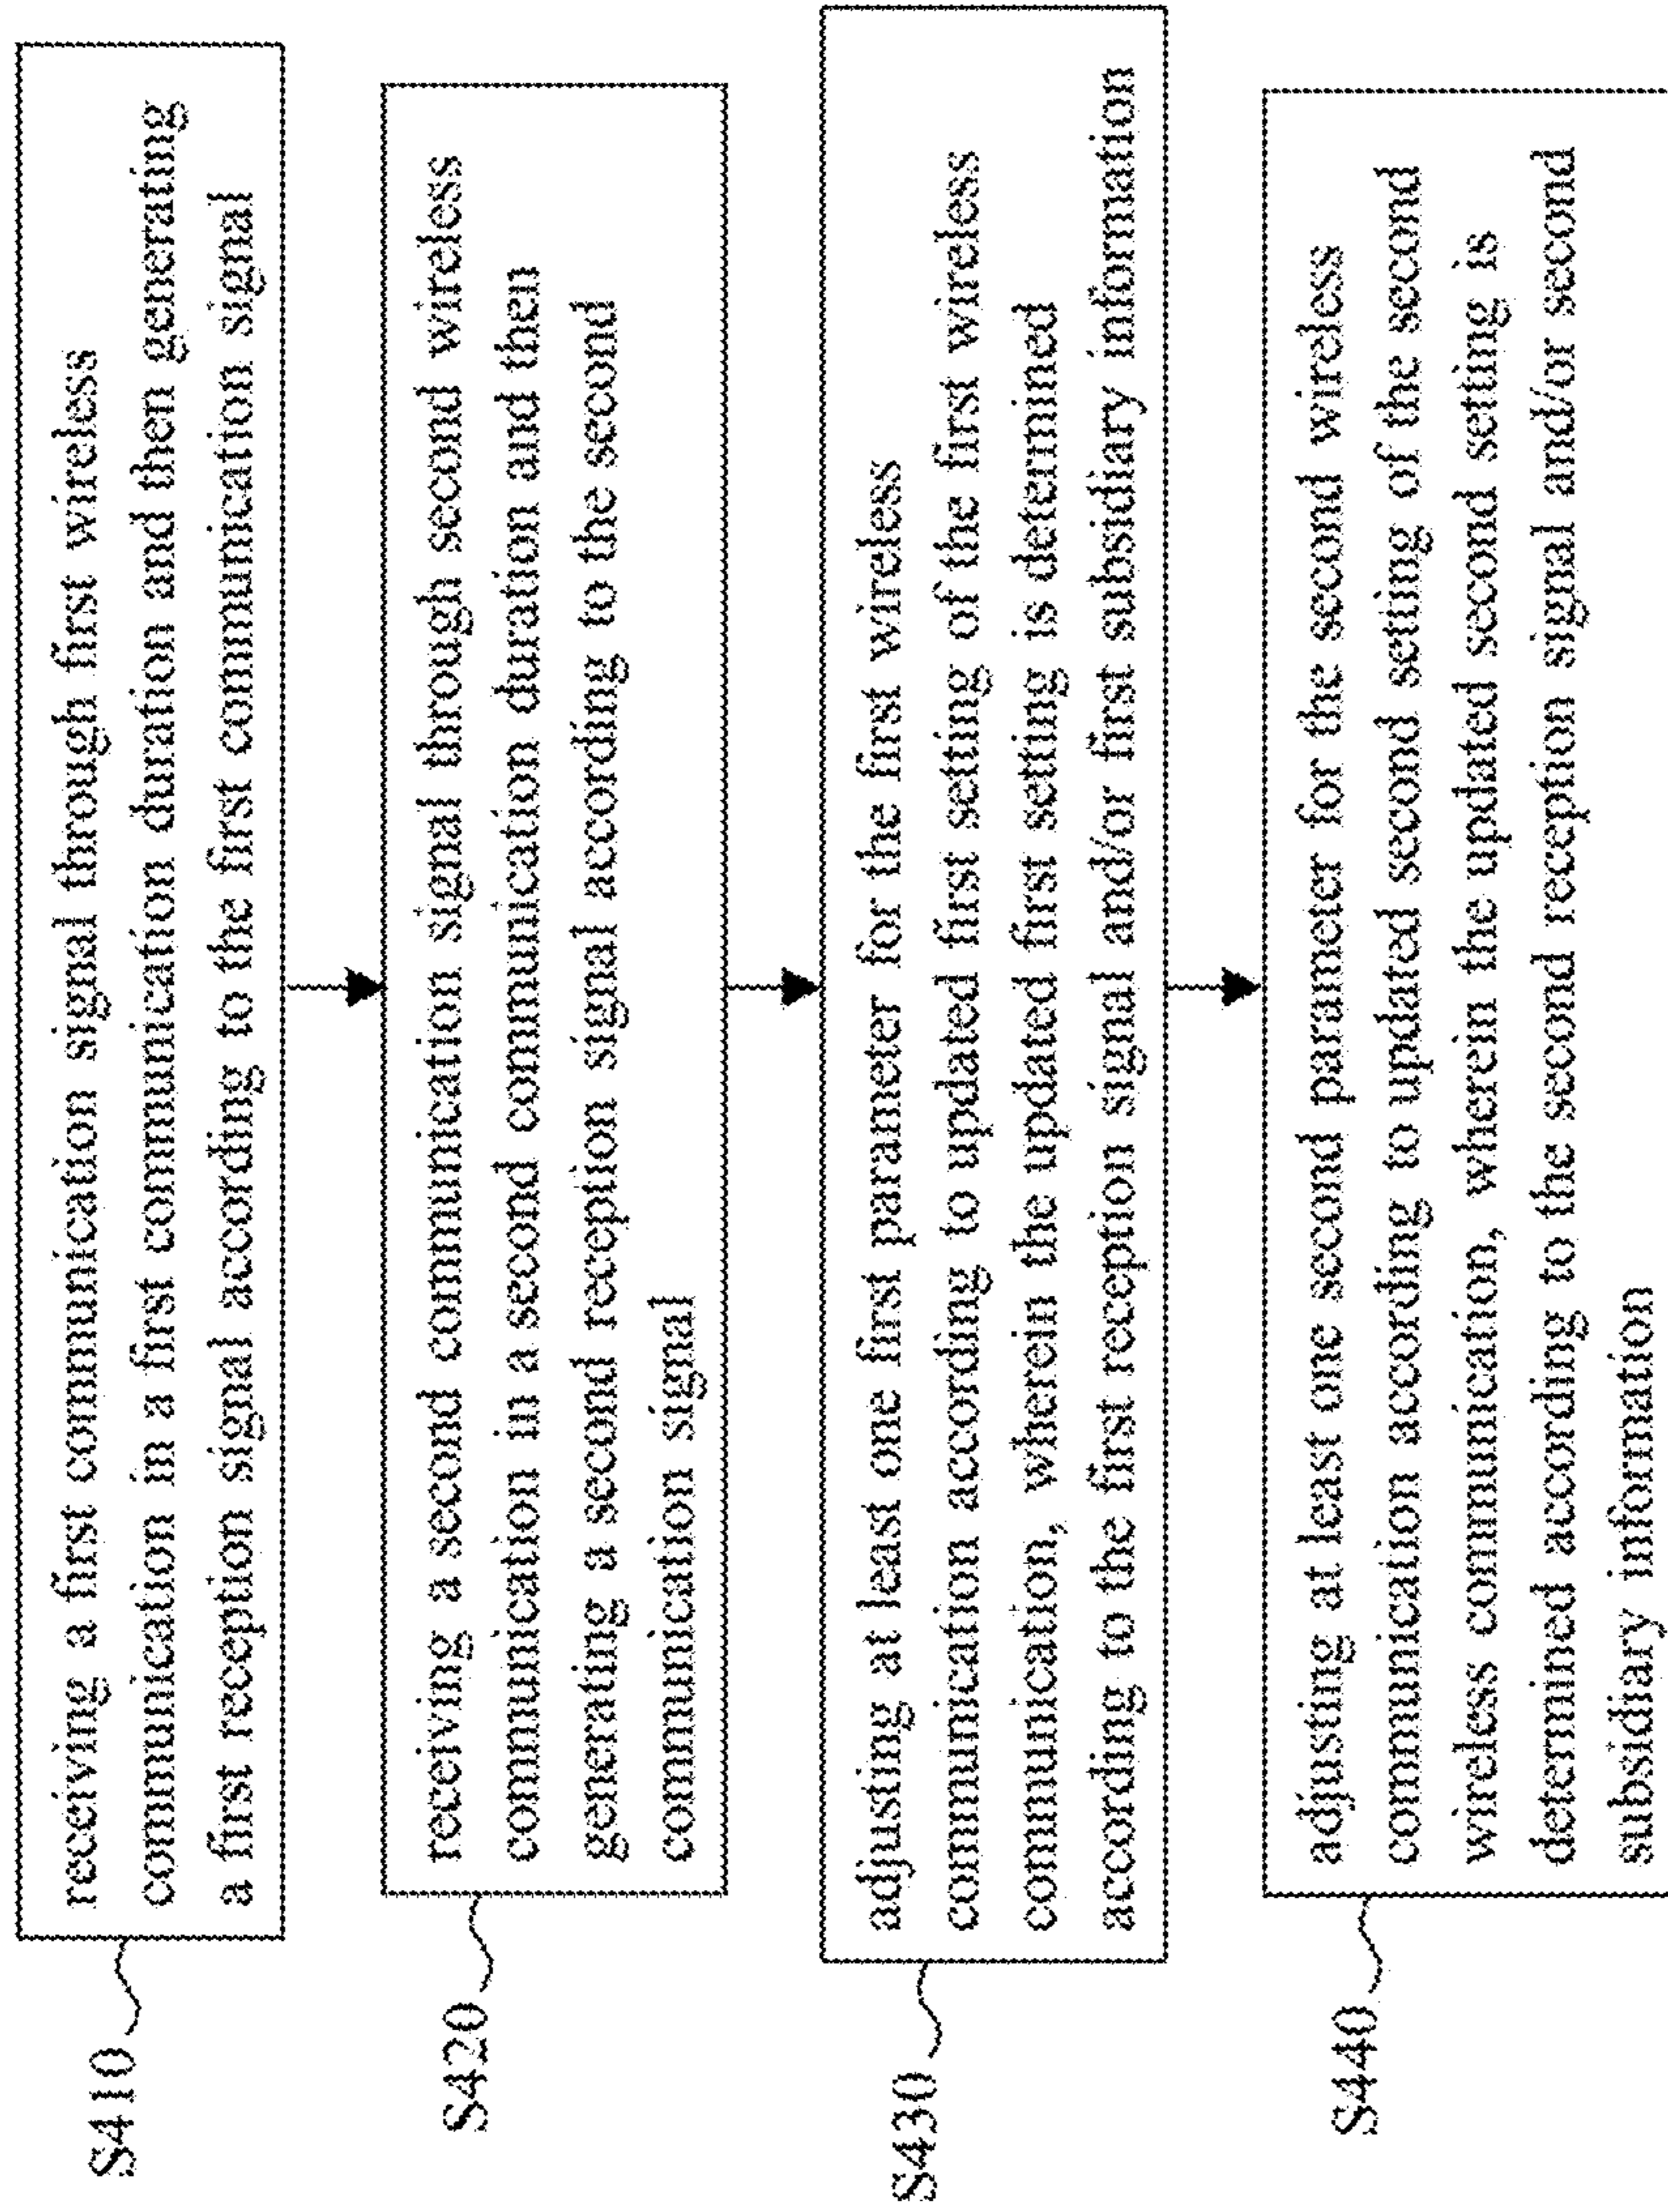 S410
receiving a first communication signal through first wireless
communication in a first communication duration and then generating
a first reception signal according to the first communication signal
S420
receiving a second communication signal through second wireless
communication in a second communication duration and then
generating a second reception signal according to the second
communication signal
S430
adjusting at least one first parameter for the first wireless
communication according to updated first setting of the first wireless
communication, wherein the updated first setting is determined
according to the first reception signal and/or first subsidiary information
S440
adjusting at least one second parameter for the second wireless
communication according to updated second setting of the second
wireless communication, wherein the updated second setting is
determined according to the second reception signal and/or second
subsidiary information